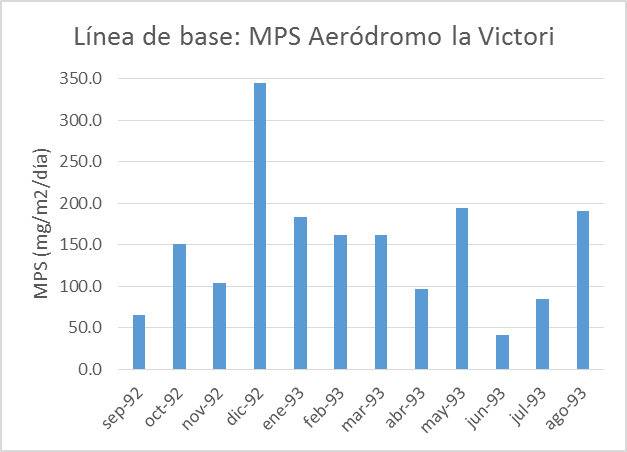 Línea de base: MPS Aeródromo la Victori
MPS (mg/m2/día)
350.0
300.0
250.0
200.0
150.0
100.0
50.0
0.0
sep-92 oct-92 nov-92 dic-92 ene-93 feb-93 mar-93 abr-93 may-93 jun-93 jul-93 ago-93